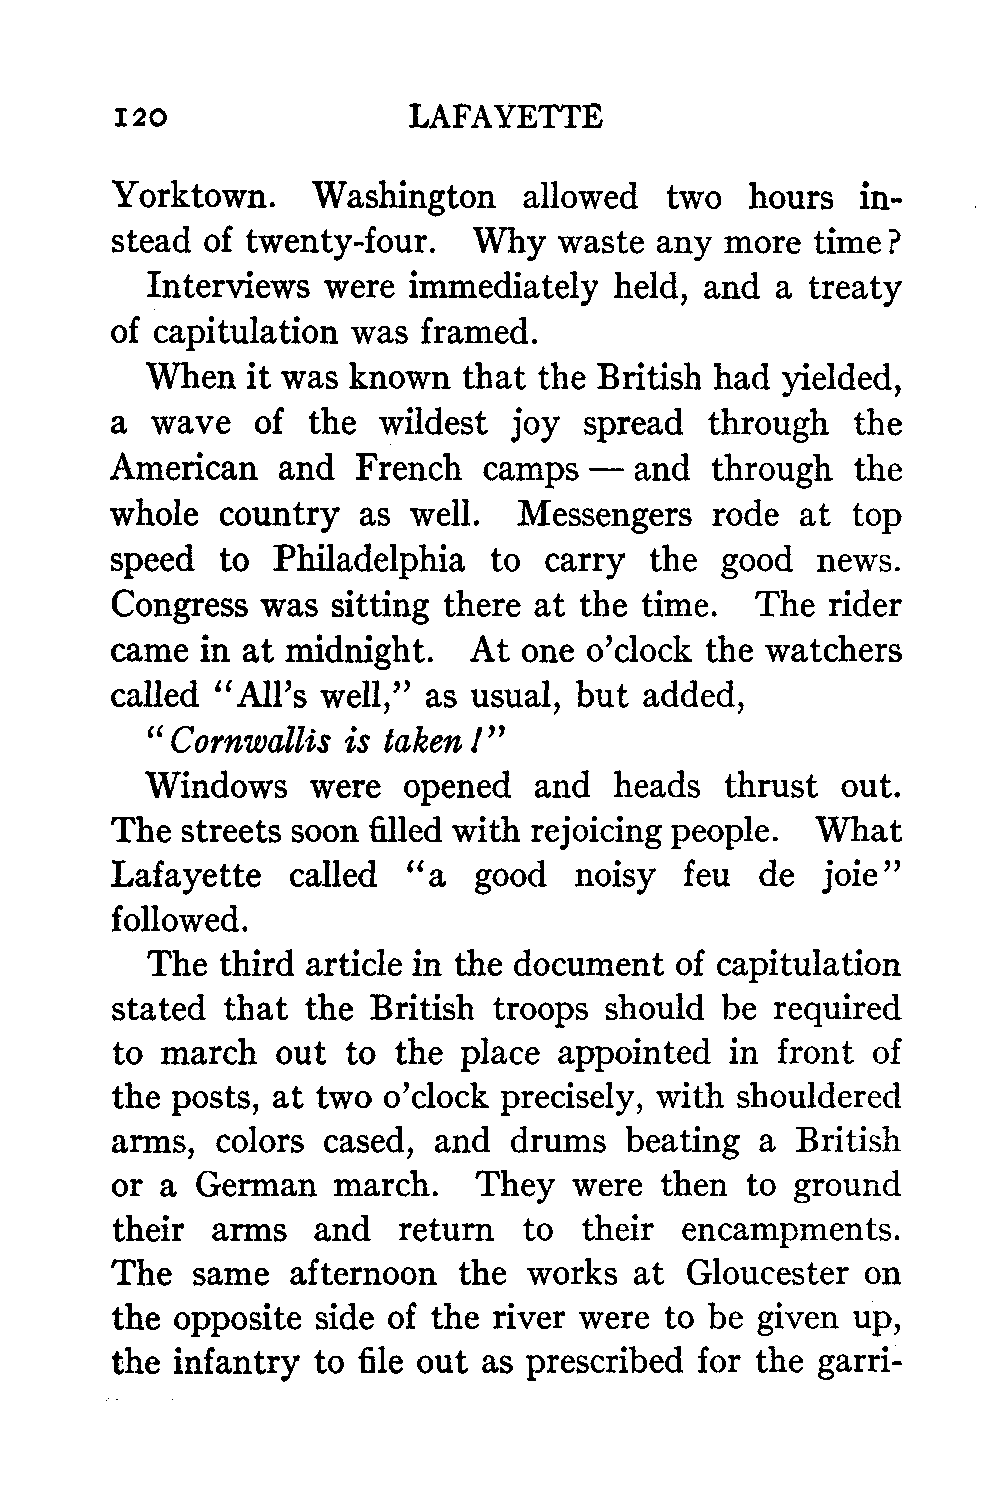 120 LAFAYETTE
Yorktown. Washington allowed two hours in-
stead of twenty-four. Why waste any more time?
Interviews were immediately held, and a treaty
of capitulation was framed.
When it was known that the British had yielded,
a wave of the wildest joy spread through the
American and French camps — and through the
whole country as well. Messengers rode at top
speed to Philadelphia to carry the good news.
Congress was sitting there at the time. The rider
came in at midnight. At one o'clock the watchers
called "All's well," as usual, but added,
"Cornwallis is taken!"
Windows were opened and heads thrust out.
The streets soon filled with rejoicing people. What
Lafayette called "a good noisy feu de joie"
followed.
The third article in the document of capitulation
stated that the British troops should be required
to march out to the place appointed in front of
the posts, at two o'clock precisely, with shouldered
arms, colors cased, and drums beating a British
or a German march. They were then to ground
their arms and return to their encampments.
The same afternoon the works at Gloucester on
the opposite side of the river were to be given up,
the infantry to file out as prescribed for the garri-